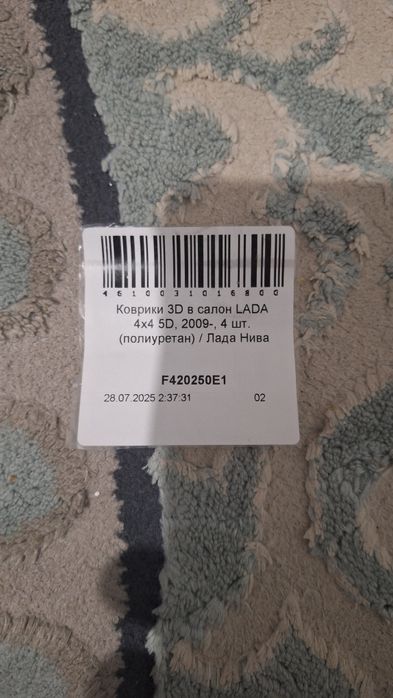 4610031016800
Коврики 3D в салон LADA
4x4 5D, 2009-, 4 шт.
(полиуретан) / Лада Нива
F420250E1
28.07.2025 2:37:31 02